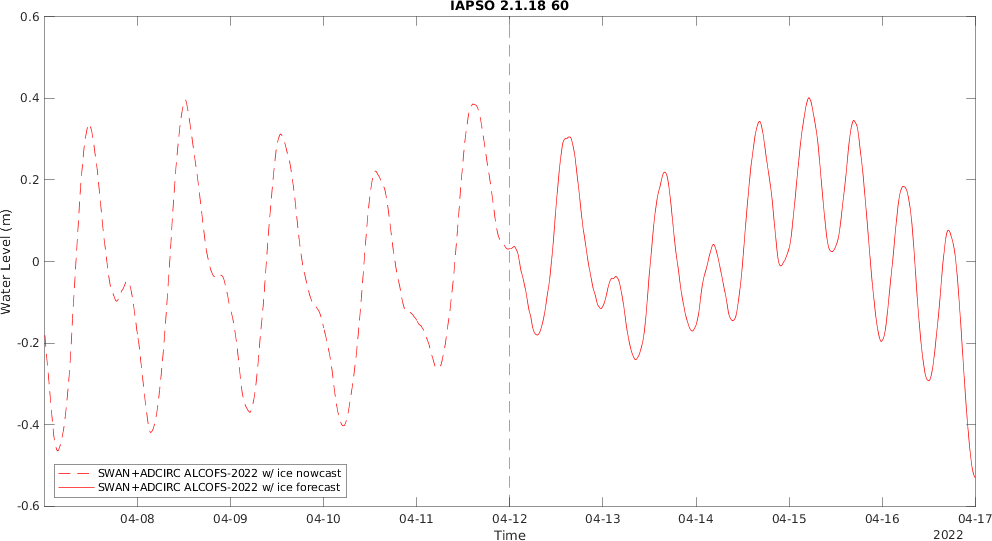 IAPSO 2.1.18 60
0.6
0.4
0.2
0
-0.2
-0.4
-0.6
Water Level (m)
SWAN+ADCIRC ALCOFS-2022 w/ ice nowcast
SWAN+ADCIRC ALCOFS-2022 w/ ice forecast
04-08 04-09 04-10 04-11 04-12 04-13 04-14 04-15 04-16 04-17
Time
2022